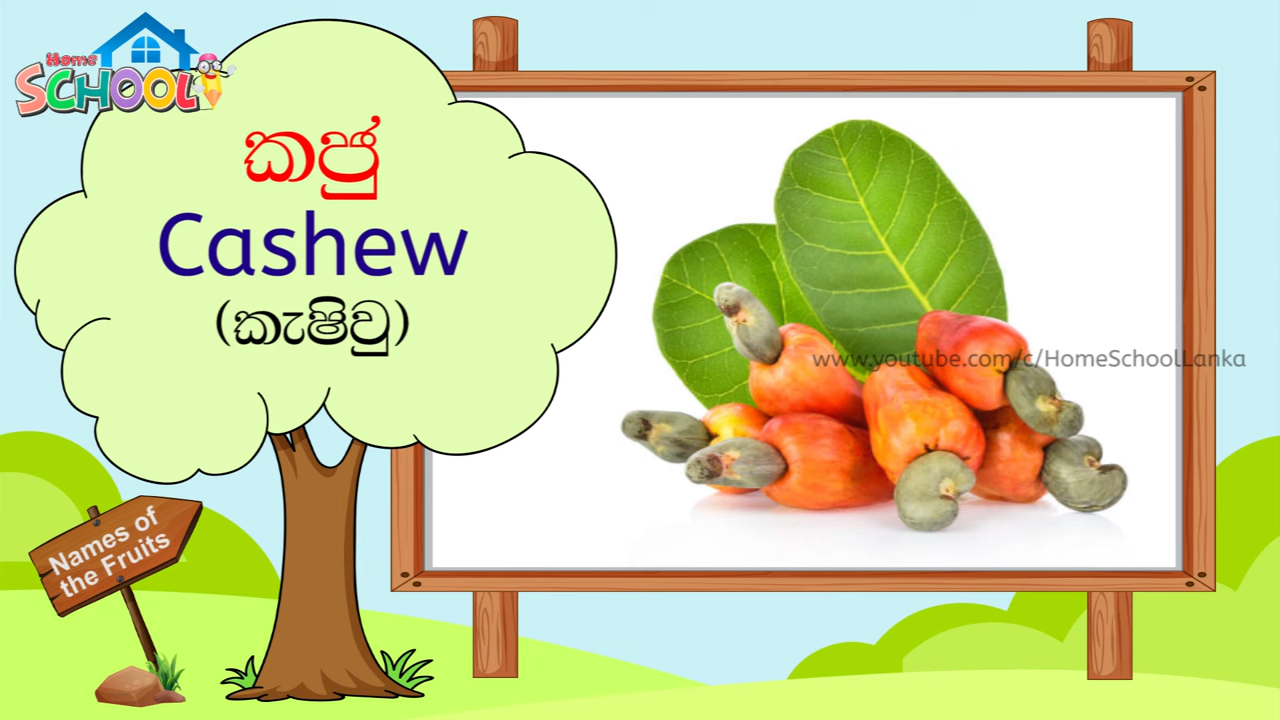 Home
SCHOOL
කජු
Cashew
(කැෂිවු)
www.youtube.com/c/HomeSchoolLanka
Names of
the Fruits